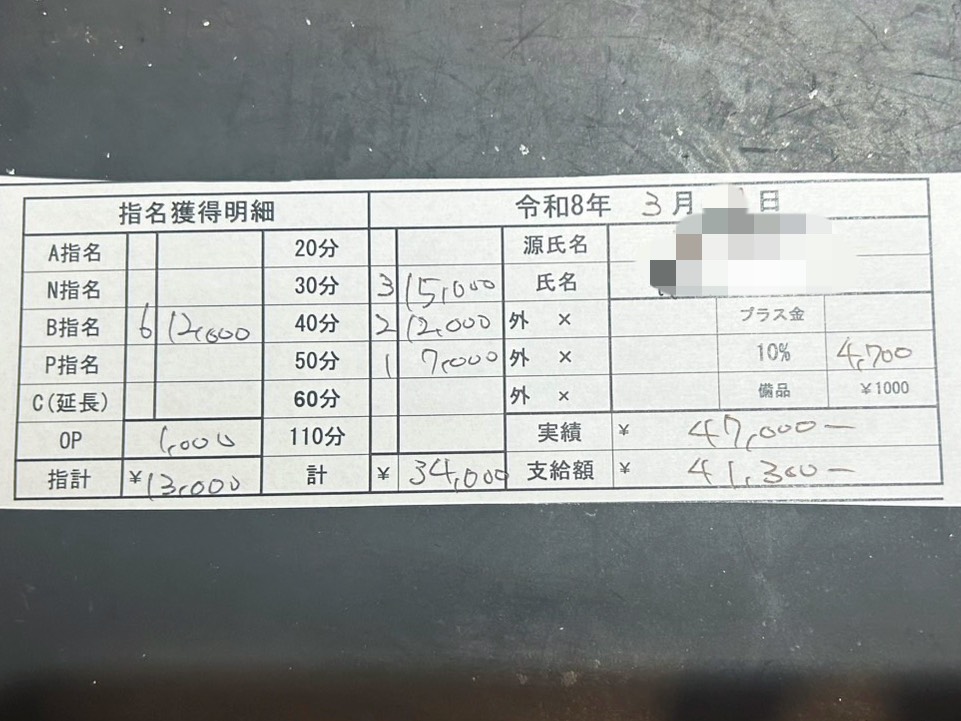 指名獲得明細 令和8年 3月 日
A指名 20分 源氏名
N指名 30分 3 15,000 氏名
B指名 6 12,000 40分 2 12,000 外 × プラス金
P指名 50分 1 7,000 外 × 10% 4,700
C(延長) 60分 外 × 備品 ¥1000
OP 1,000 110分 実績 ¥ 47,000-
指計 ¥13,000 計 ¥ 34,000 支給額 ¥ 41,300-